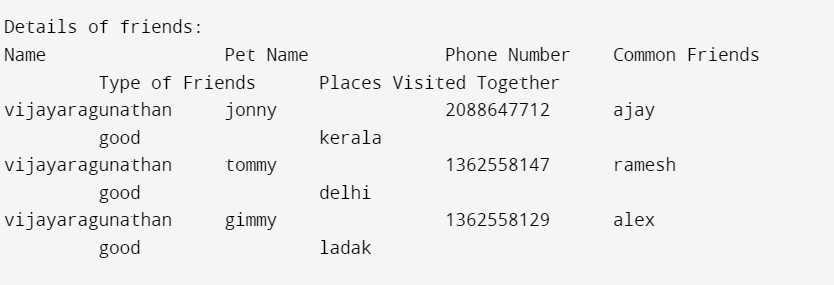 Details of friends:
Name Pet Name Phone Number Common Friends
Type of Friends Places Visited Together
vijayaragunathan jonny 2088647712 ajay
good kerala
vijayaragunathan tommy 1362558147 ramesh
good delhi
vijayaragunathan gimmy 1362558129 alex
good ladak